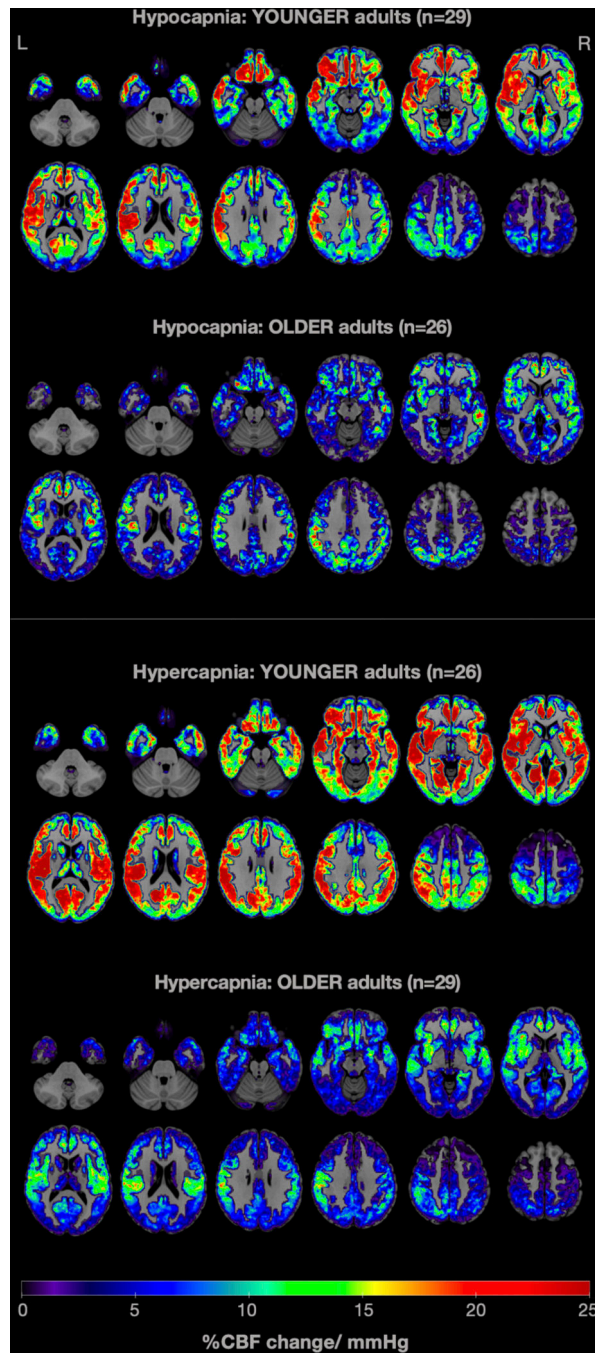 Hypocapnia: YOUNGER adults (n=29)
L
R
Hypocapnia: OLDER adults (n=26)
Hypercapnia: YOUNGER adults (n=26)
Hypercapnia: OLDER adults (n=29)
0 5 10 15 20 25
%CBF change/ mmHg